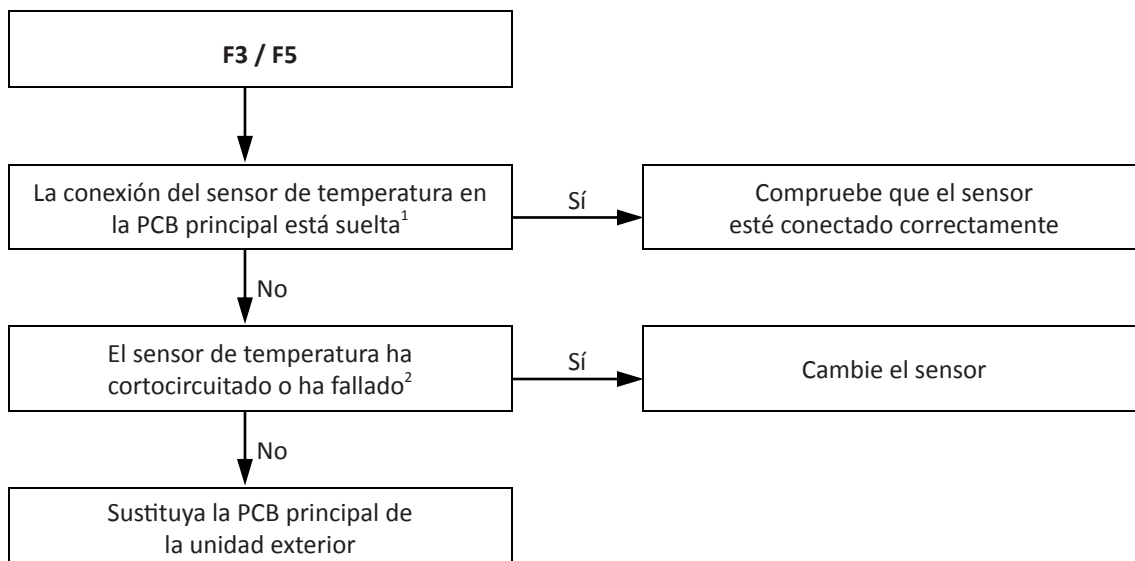 F3 / F5
La conexión del sensor de temperatura en
la PCB principal está suelta1
Sí
Compruebe que el sensor
esté conectado correctamente
No
El sensor de temperatura ha
cortocircuitado o ha fallado2
Sí
Cambie el sensor
No
Sustituya la PCB principal de
la unidad exterior